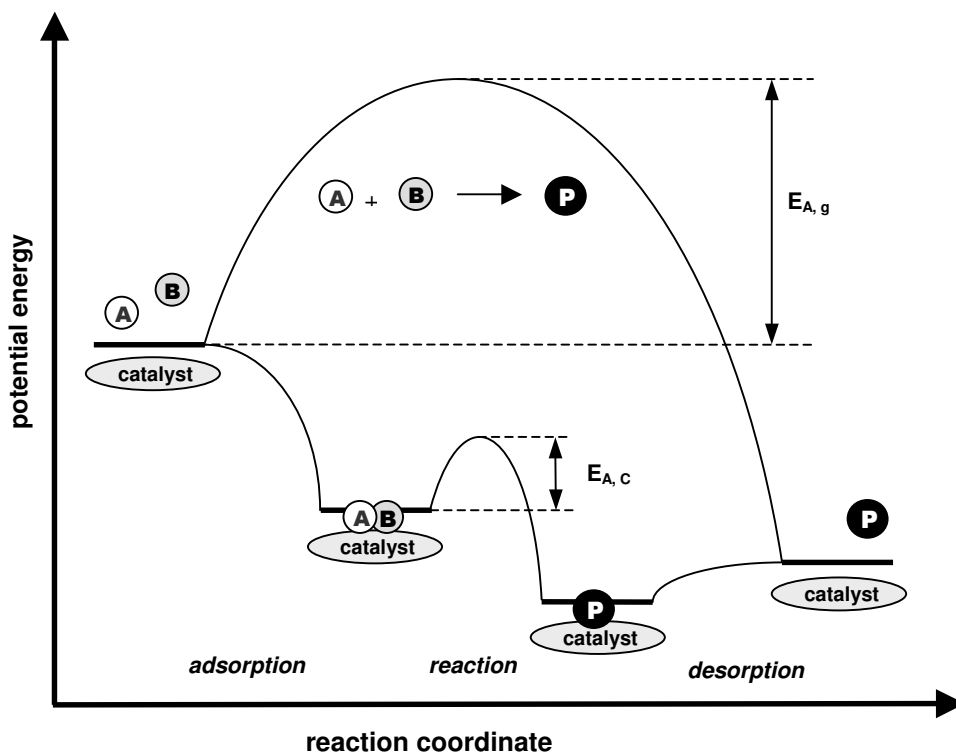 A + B → P
E_A, g
B
A
catalyst
E_A, C
A B
catalyst
P
catalyst
P
catalyst
adsorption reaction desorption
potential energy
reaction coordinate